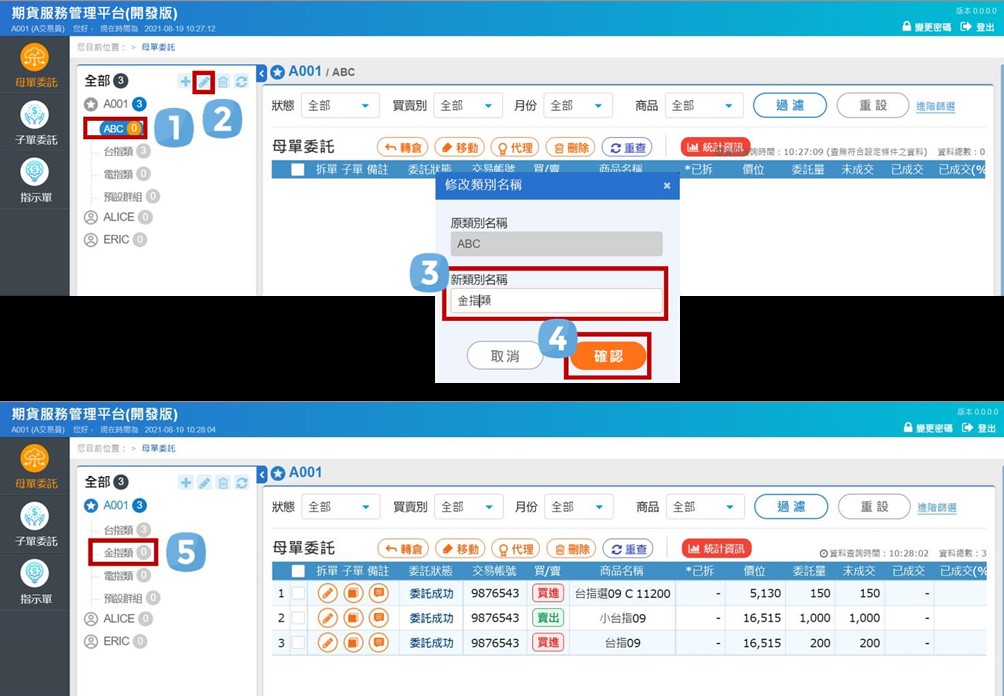 期貨服務管理平台(開發版)
版本 0.0.0.0
A001 (A交易員) 您好， 現在時間為 2021-08-19 10:27:12
變更密碼 登出
您目前位置： > 母單委託
母單委託
子單委託
指示單
全部 3
A001 3
ABC 0
台指類 3
電指類 0
預設群組 0
ALICE 0
ERIC 0
1
2
A001 / ABC
狀態 全部 買賣別 全部 月份 全部 商品 全部 過濾 重設 進階篩選
母單委託 轉倉 移動 代理 刪除 重查 統計資訊
詢時間：10:27:09 (查無符合設定條件之資料) 資料總數：0
拆單 子單 備註 委託狀態 交易帳號 買/賣 商品名稱 *已拆 價位 委託量 未成交 已成交 已成交(%
修改類別名稱 ×
原類別名稱
ABC
3
新類別名稱
金指類
4
取消 確認
期貨服務管理平台(開發版)
版本 0.0.0.0
A001 (A交易員) 您好， 現在時間為 2021-08-19 10:28:04
變更密碼 登出
您目前位置： > 母單委託
母單委託
子單委託
指示單
全部 3
A001 3
台指類 3
金指類 0
電指類 0
預設群組 0
ALICE 0
ERIC 0
5
A001
狀態 全部 買賣別 全部 月份 全部 商品 全部 過濾 重設 進階篩選
母單委託 轉倉 移動 代理 刪除 重查 統計資訊
資料查詢時間：10:28:02 資料總數：3
拆單 子單 備註 委託狀態 交易帳號 買/賣 商品名稱 *已拆 價位 委託量 未成交 已成交 已成交(%
1 委託成功 9876543 買進 台指選09 C 11200 - 5,130 150 150 -
2 委託成功 9876543 賣出 小台指09 - 16,515 1,000 1,000 -
3 委託成功 9876543 買進 台指09 - 16,515 200 200 -